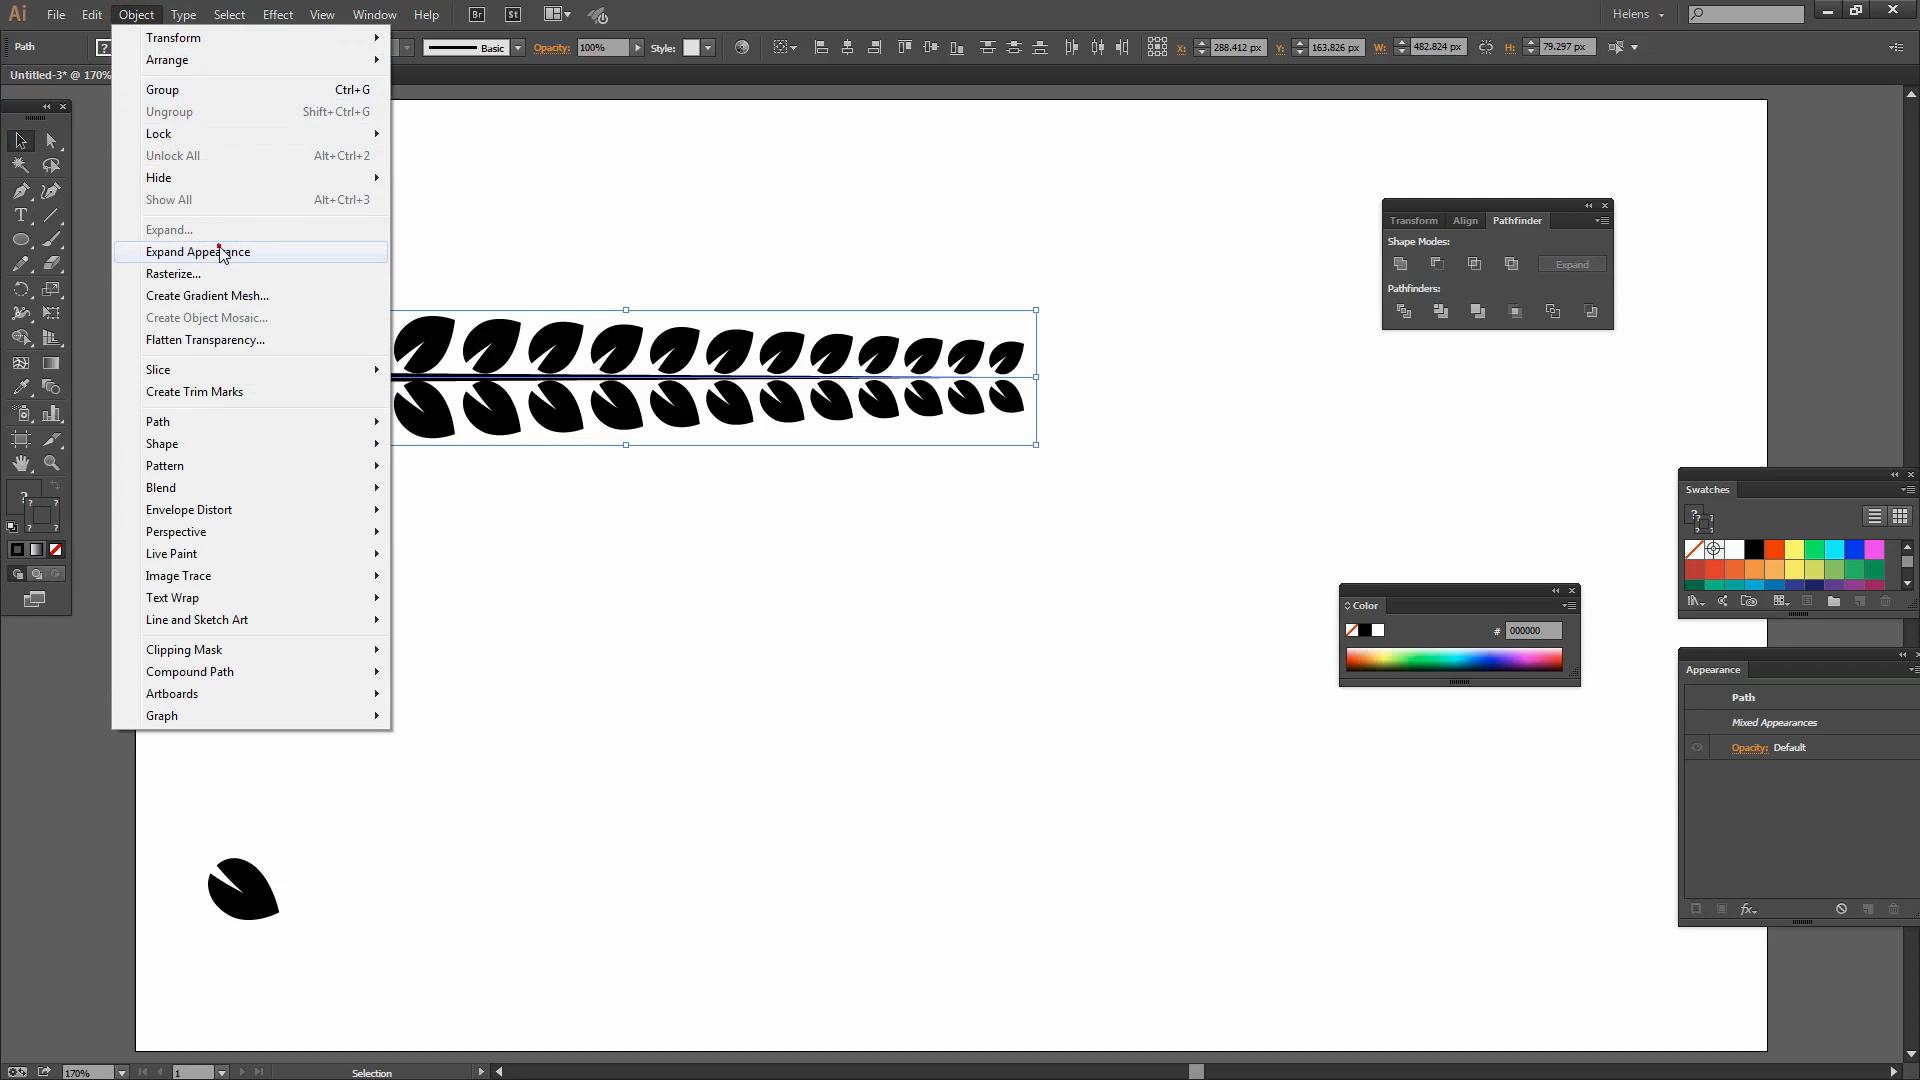 Ai File Edit Object Type Select Effect View Window Help Br St Helens
Path ? Basic Opacity: 100% Style: X: 288.412 px Y: 163.826 px W: 482.824 px H: 79.297 px
Untitled-3* @ 170%
Transform
Arrange
Group Ctrl+G
Ungroup Shift+Ctrl+G
Lock
Unlock All Alt+Ctrl+2
Hide
Show All Alt+Ctrl+3
Expand...
Expand Appearance
Rasterize...
Create Gradient Mesh...
Create Object Mosaic...
Flatten Transparency...
Slice
Create Trim Marks
Path
Shape
Pattern
Blend
Envelope Distort
Perspective
Live Paint
Image Trace
Text Wrap
Line and Sketch Art
Clipping Mask
Compound Path
Artboards
Graph
Transform Align Pathfinder
Shape Modes:
Expand
Pathfinders:
Swatches
Color
# 000000
Appearance
Path
Mixed Appearances
Opacity: Default
fx
170% 1 Selection